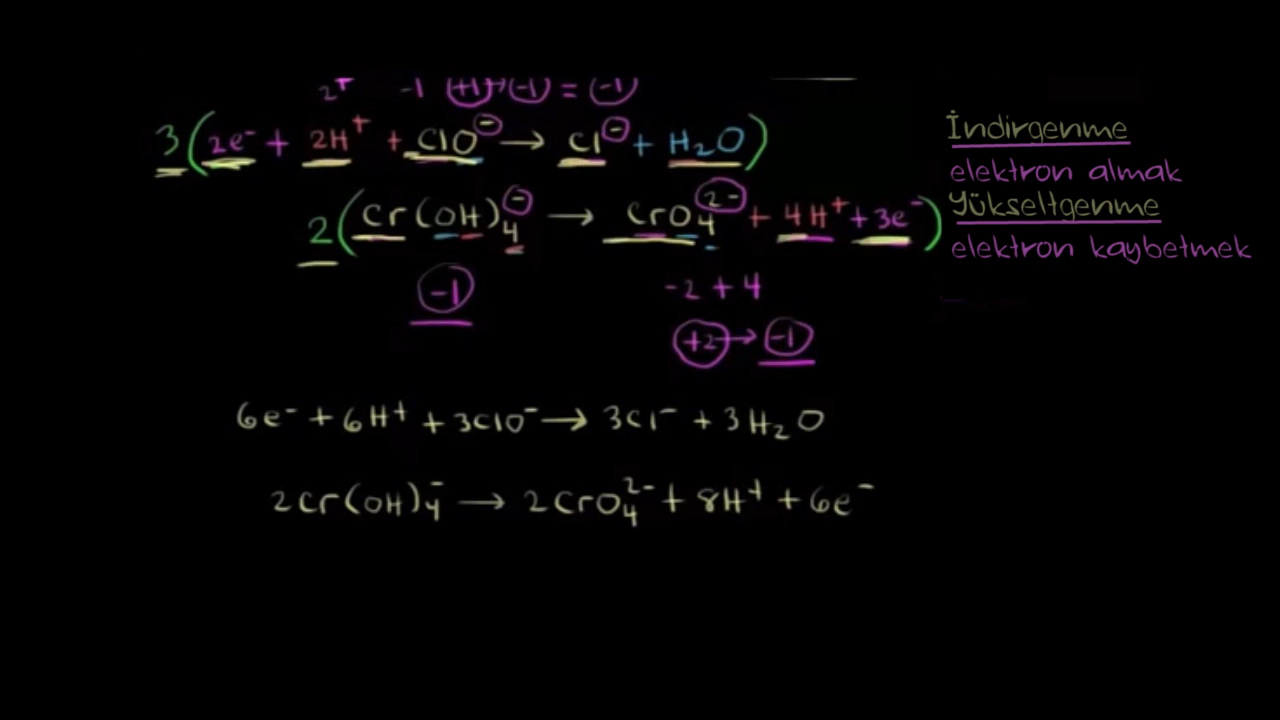 2+ -1 (+1)+(-1) = (-1)
3(2e⁻ + 2H⁺ + ClO⁻ → Cl⁻ + H₂O)
2(Cr(OH)₄⁻ → CrO₄²⁻ + 4H⁺ + 3e⁻)
-1 -2 + 4
+2 → -1
6e⁻ + 6H⁺ + 3ClO⁻ → 3Cl⁻ + 3H₂O
2Cr(OH)₄⁻ → 2CrO₄²⁻ + 8H⁺ + 6e⁻
İndirgenme
elektron almak
Yükseltgenme
elektron kaybetmek